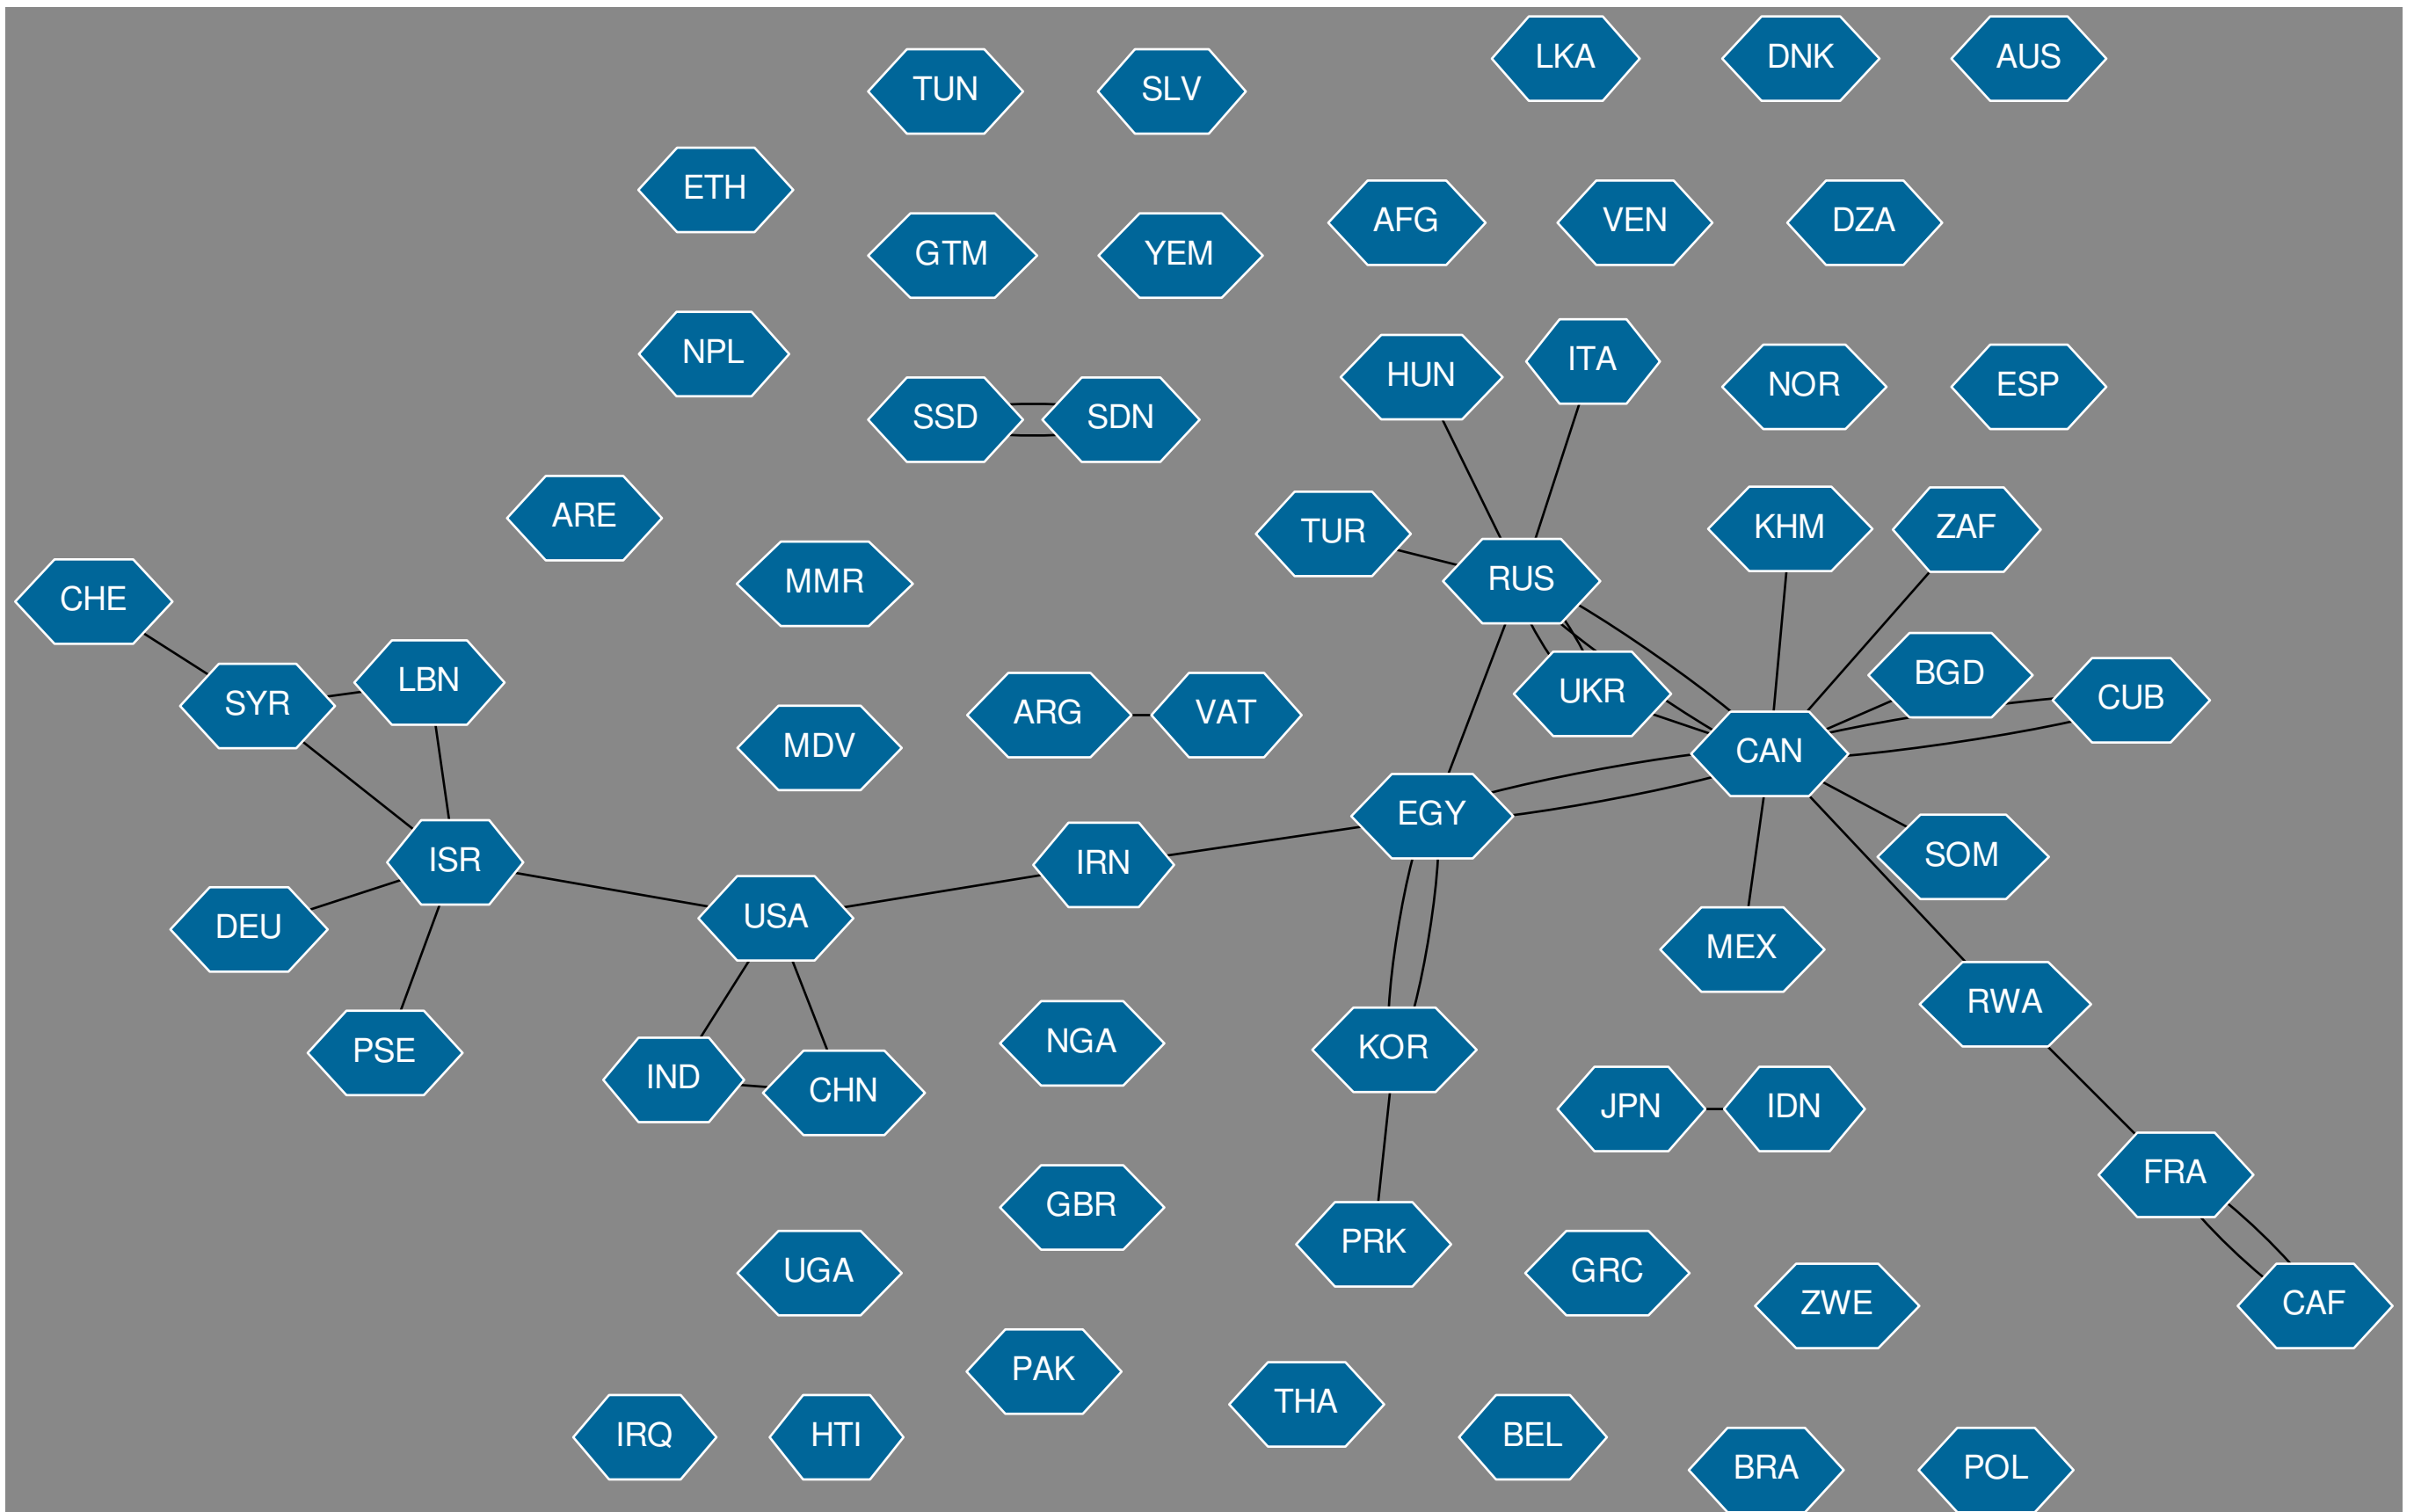 LKA
DNK
AUS
TUN
SLV
ETH
AFG
VEN
DZA
GTM
YEM
NPL
HUN
ITA
NOR
ESP
SSD
SDN
ARE
TUR
KHM
ZAF
MMR
RUS
CHE
SYR
LBN
UKR
BGD
CUB
MDV
ARG
VAT
CAN
EGY
ISR
IRN
SOM
DEU
USA
MEX
PSE
IND
CHN
NGA
KOR
RWA
JPN
IDN
FRA
GBR
PRK
UGA
GRC
ZWE
CAF
PAK
THA
IRQ
HTI
BEL
BRA
POL